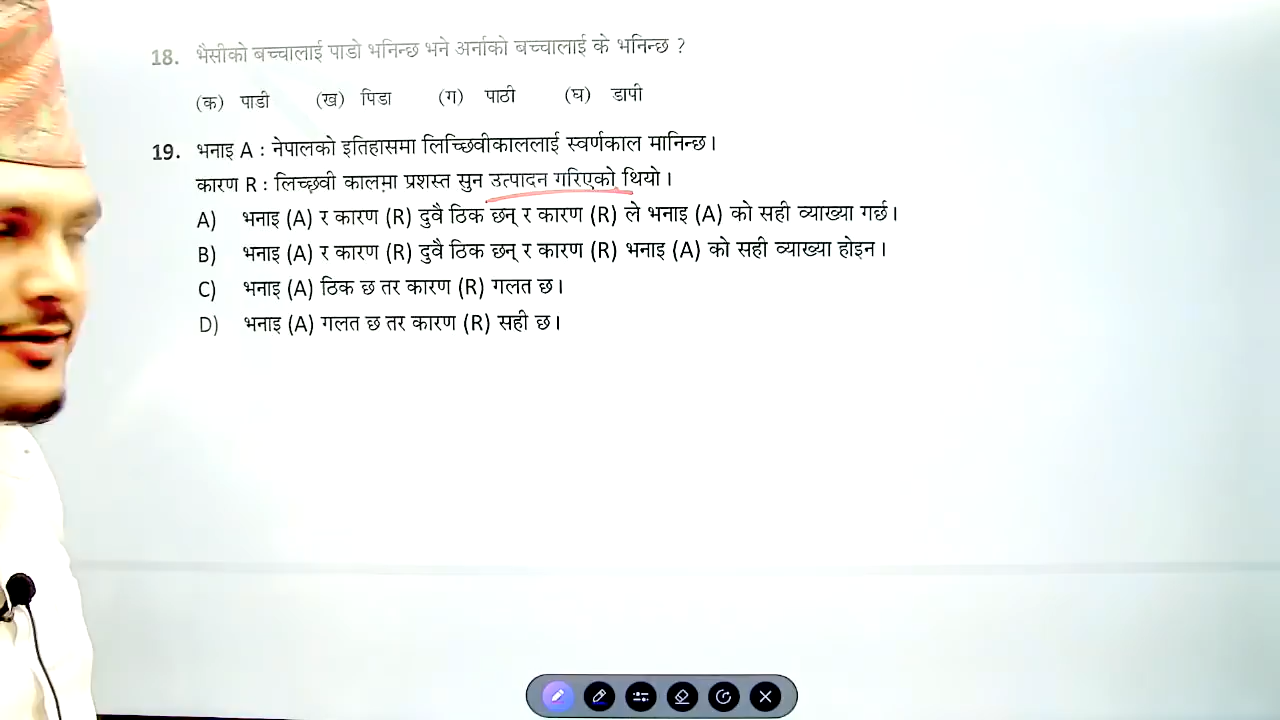 18. भैसीको बच्चालाई पाडो भनिन्छ भने अर्नाको बच्चालाई के भनिन्छ ?
(क) पाडी (ख) पिडा (ग) पाठी (घ) डापी
19. भनाइ A : नेपालको इतिहासमा लिच्छिवीकाललाई स्वर्णकाल मानिन्छ।
कारण R : लिच्छवी कालमा प्रशस्त सुन उत्पादन गरिएको थियो।
A) भनाइ (A) र कारण (R) दुवै ठिक छन् र कारण (R) ले भनाइ (A) को सही व्याख्या गर्छ।
B) भनाइ (A) र कारण (R) दुवै ठिक छन् र कारण (R) भनाइ (A) को सही व्याख्या होइन।
C) भनाइ (A) ठिक छ तर कारण (R) गलत छ।
D) भनाइ (A) गलत छ तर कारण (R) सही छ।